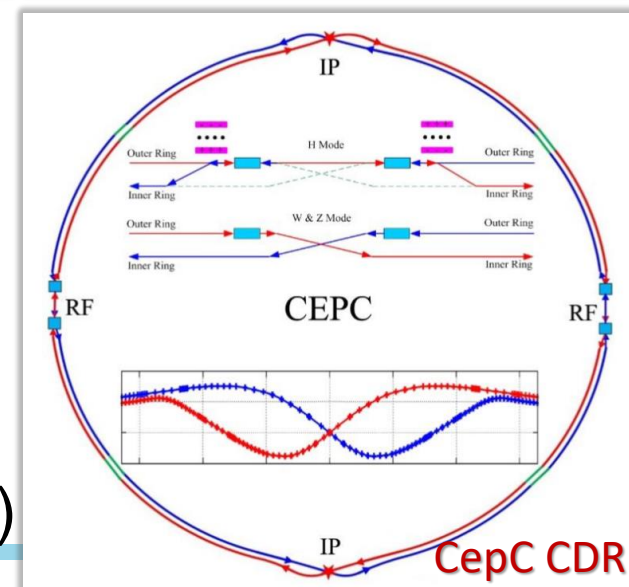 IP
H Mode
Outer Ring
Outer Ring
Inner Ring
Inner Ring
W & Z Mode
Outer Ring
Outer Ring
Inner Ring
Inner Ring
RF
CEPC
RF
)
IP
CepC CDR